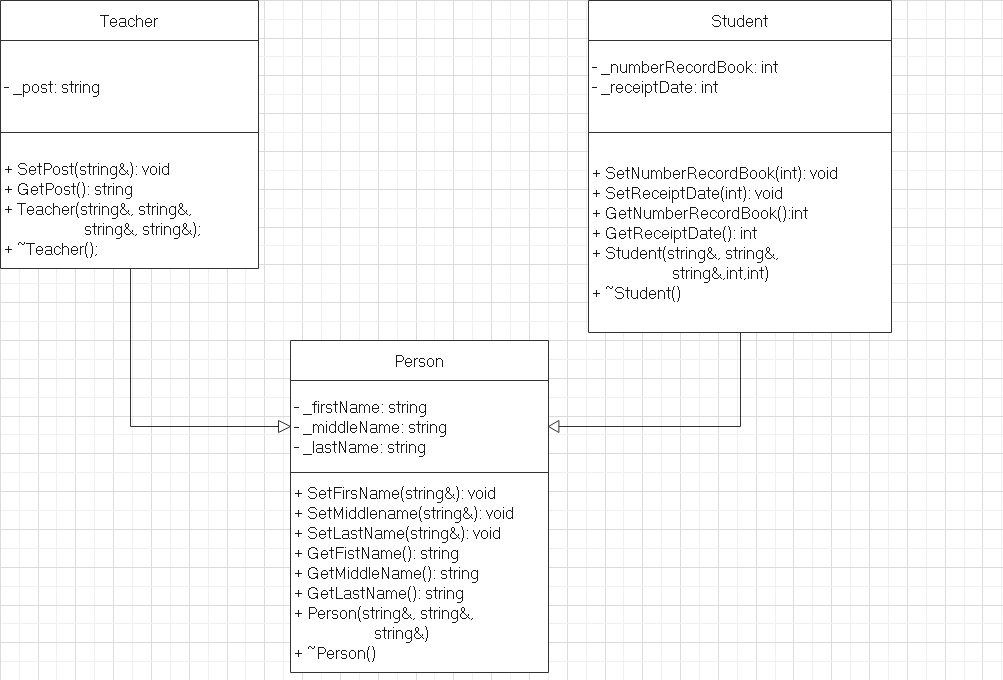 Teacher
- _post: string
+ SetPost(string&): void
+ GetPost(): string
+ Teacher(string&, string&,
string&, string&);
+ ~Teacher();
Student
- _numberRecordBook: int
- _receiptDate: int
+ SetNumberRecordBook(int): void
+ SetReceiptDate(int): void
+ GetNumberRecordBook():int
+ GetReceiptDate(): int
+ Student(string&, string&,
string&,int,int)
+ ~Student()
Person
- _firstName: string
- _middleName: string
- _lastName: string
+ SetFirsName(string&): void
+ SetMiddlename(string&): void
+ SetLastName(string&): void
+ GetFistName(): string
+ GetMiddleName(): string
+ GetLastName(): string
+ Person(string&, string&,
string&)
+ ~Person()